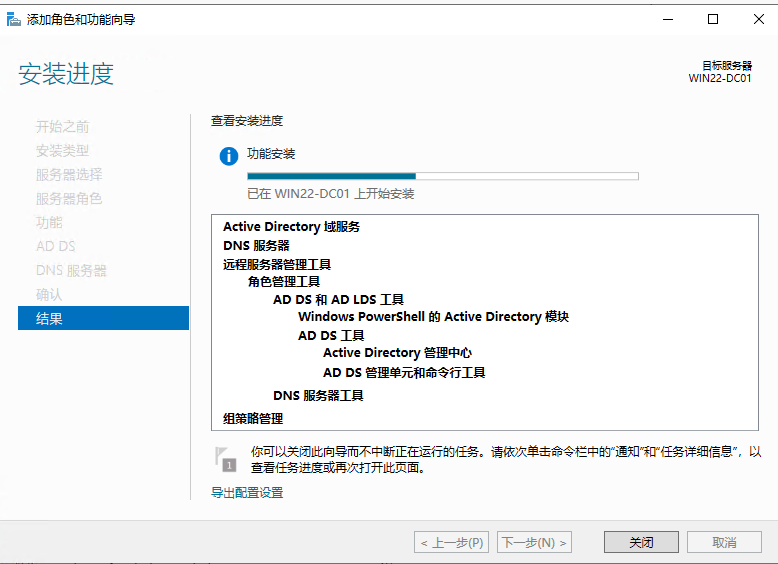 添加角色和功能向导
安装进度
目标服务器
WIN22-DC01
开始之前
安装类型
服务器选择
服务器角色
功能
AD DS
DNS 服务器
确认
结果
查看安装进度
功能安装
已在 WIN22-DC01 上开始安装
Active Directory 域服务
DNS 服务器
远程服务器管理工具
角色管理工具
AD DS 和 AD LDS 工具
Windows PowerShell 的 Active Directory 模块
AD DS 工具
Active Directory 管理中心
AD DS 管理单元和命令行工具
DNS 服务器工具
组策略管理
1
你可以关闭此向导而不中断正在运行的任务。请依次单击命令栏中的“通知”和“任务详细信息”，以
查看任务进度或再次打开此页面。
导出配置设置
< 上一步(P) 下一步(N) > 关闭 取消